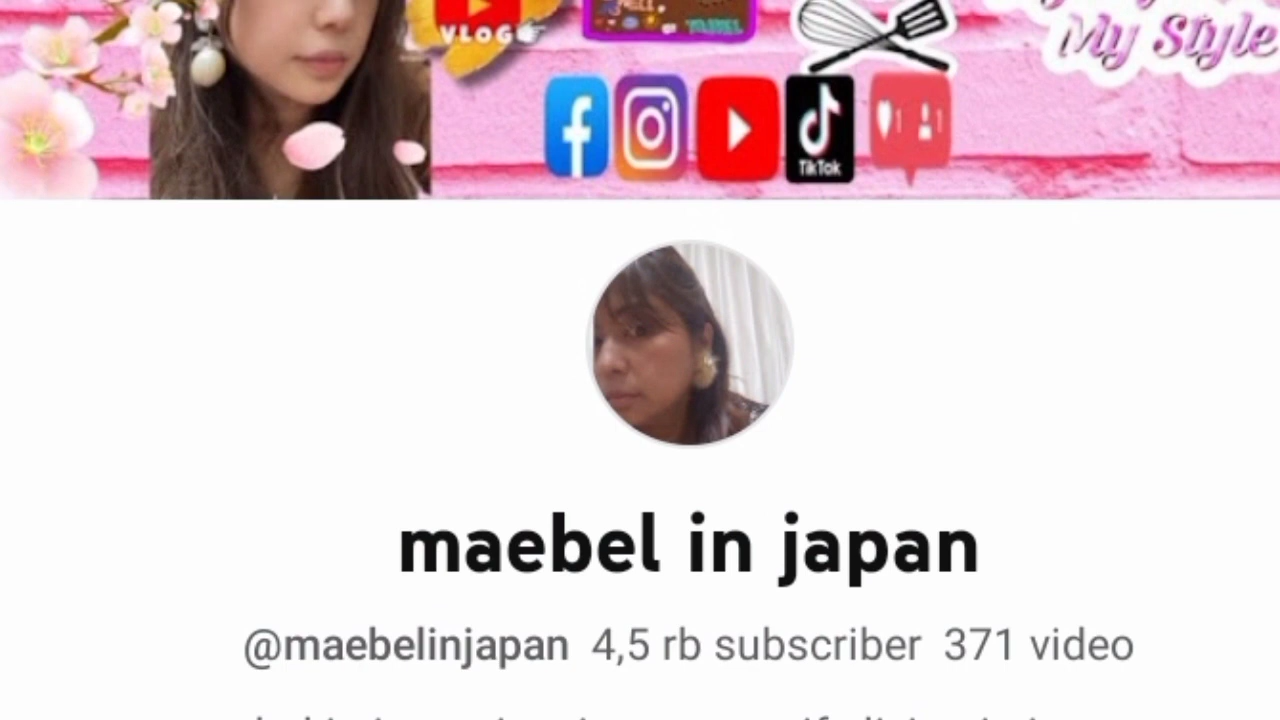 VLOG
My Style
TikTok
maebel in japan
@maebelinjapan 4,5 rb subscriber 371 video